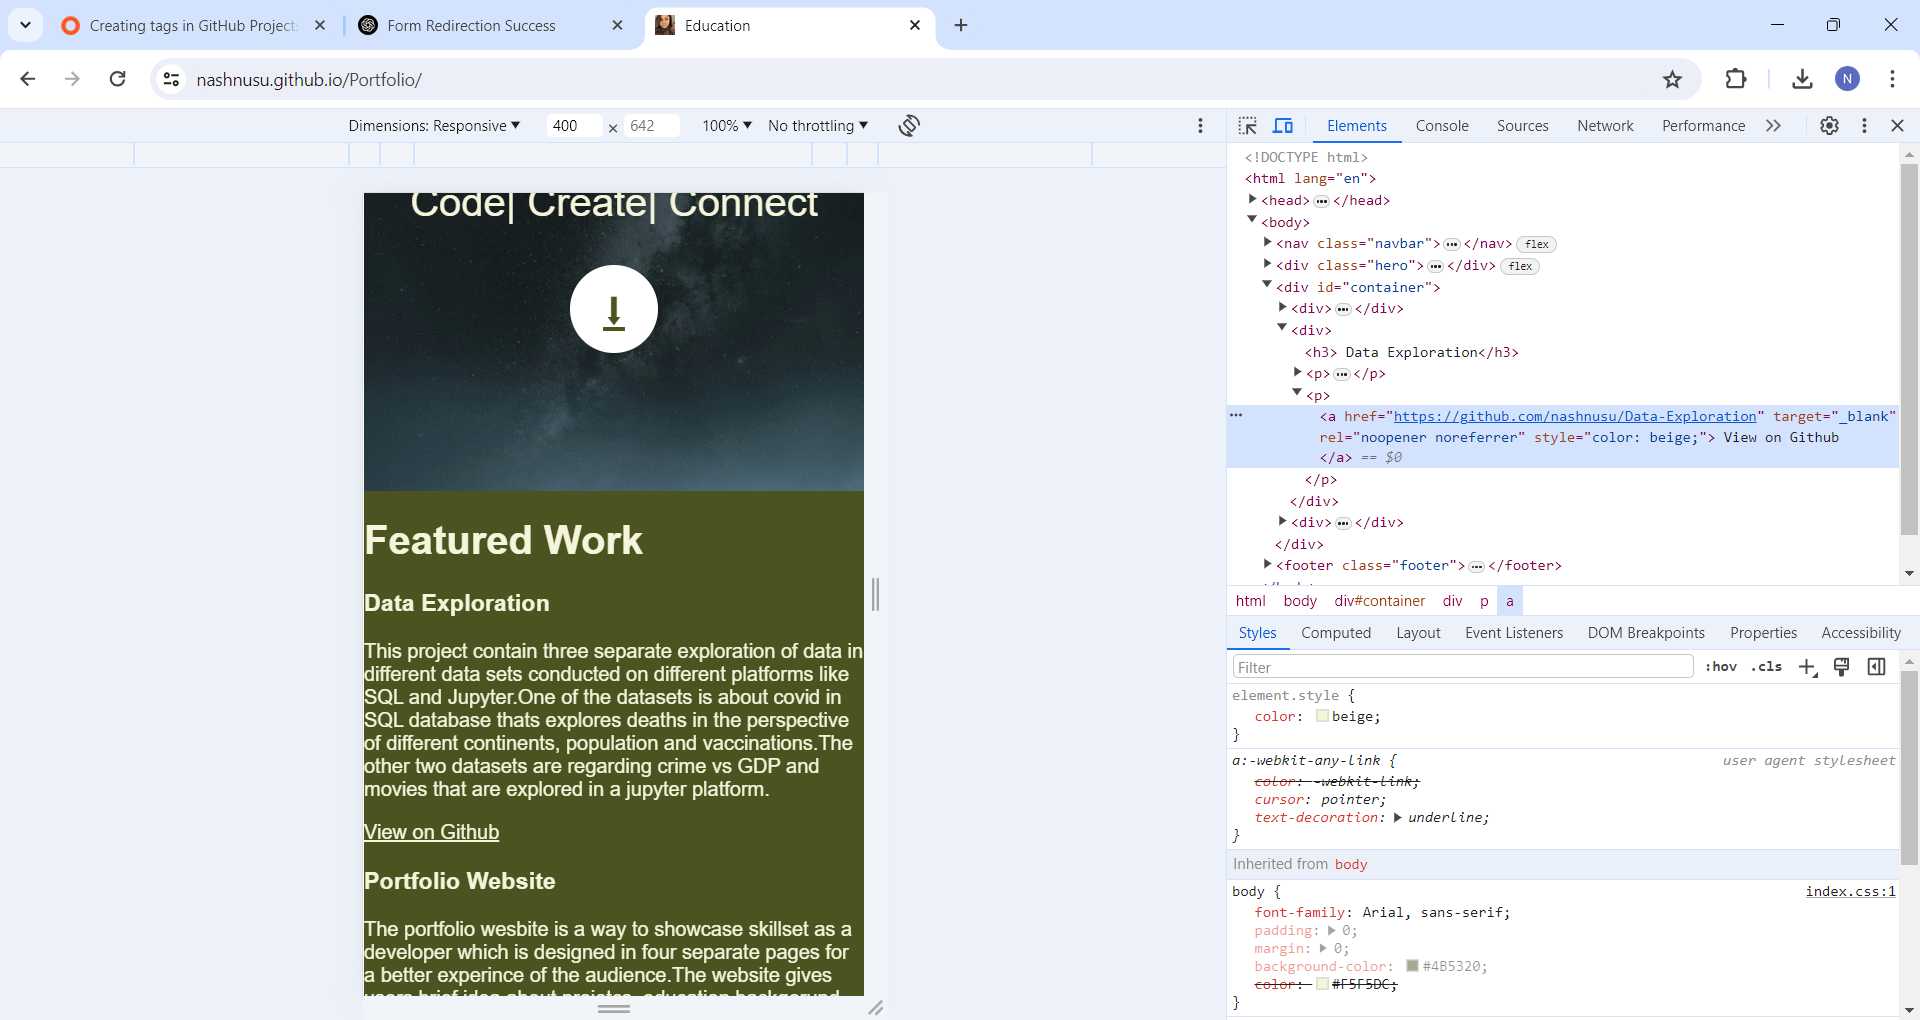 Creating tags in GitHub Projects
Form Redirection Success
Education
nashnusu.github.io/Portfolio/
N
Dimensions: Responsive ▼ 400 × 642 100% ▼ No throttling ▼
Code| Create| Connect
Featured Work
Data Exploration
This project contain three separate exploration of data in
different data sets conducted on different platforms like
SQL and Jupyter.One of the datasets is about covid in
SQL database thats explores deaths in the perspective
of different continents, population and vaccinations.The
other two datasets are regarding crime vs GDP and
movies that are explored in a jupyter platform.
View on Github
Portfolio Website
The portfolio wesbite is a way to showcase skillset as a
developer which is designed in four separate pages for
a better experince of the audience.The website gives
Elements Console Sources Network Performance
<!DOCTYPE html>
<html lang="en">
<head> ••• </head>
<body>
<nav class="navbar"> ••• </nav> flex
<div class="hero"> ••• </div> flex
<div id="container">
<div> ••• </div>
<div>
<h3> Data Exploration</h3>
<p> ••• </p>
<p>
<a href="https://github.com/nashnusu/Data-Exploration" target="_blank"
rel="noopener noreferrer" style="color: beige;"> View on Github
</a> == $0
</p>
</div>
<div> ••• </div>
</div>
<footer class="footer"> ••• </footer>
html body div#container div p a
Styles Computed Layout Event Listeners DOM Breakpoints Properties Accessibility
Filter :hov .cls
element.style {
color: beige;
}
a:-webkit-any-link { user agent stylesheet
color: -webkit-link;
cursor: pointer;
text-decoration: underline;
}
Inherited from body
body { index.css:1
font-family: Arial, sans-serif;
padding: 0;
margin: 0;
background-color: #4B5320;
color: #F5F5DC;
}